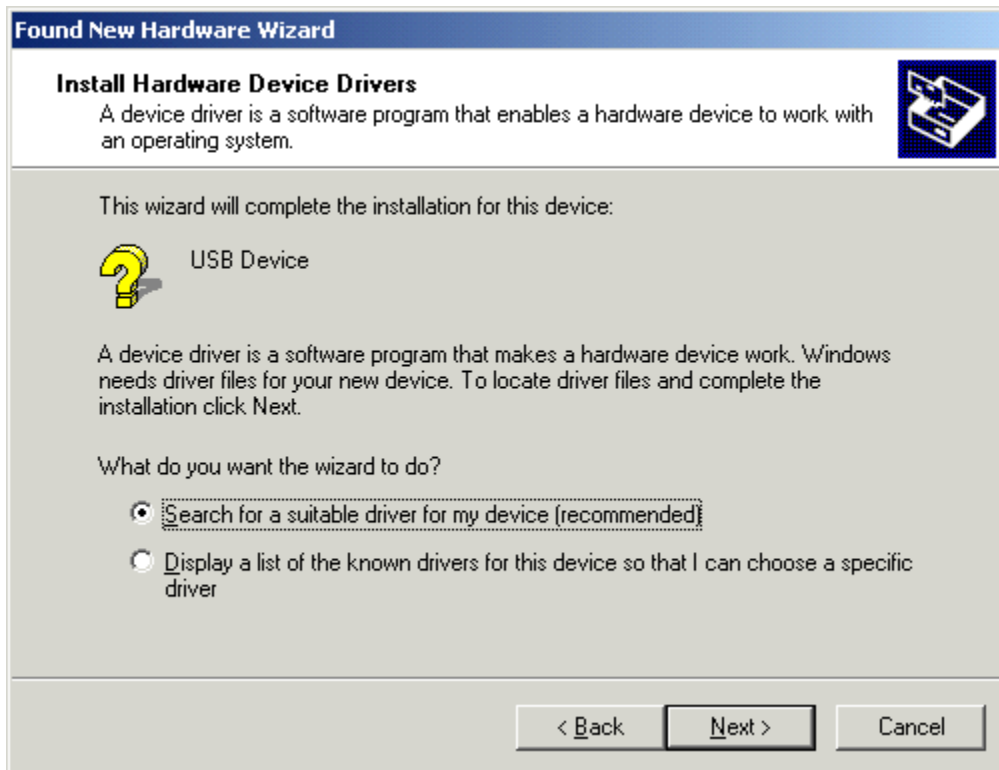 Found New Hardware Wizard
Install Hardware Device Drivers
A device driver is a software program that enables a hardware device to work with
an operating system.
This wizard will complete the installation for this device:
USB Device
A device driver is a software program that makes a hardware device work. Windows
needs driver files for your new device. To locate driver files and complete the
installation click Next.
What do you want the wizard to do?
Search for a suitable driver for my device (recommended)
Display a list of the known drivers for this device so that I can choose a specific
driver
< Back Next > Cancel